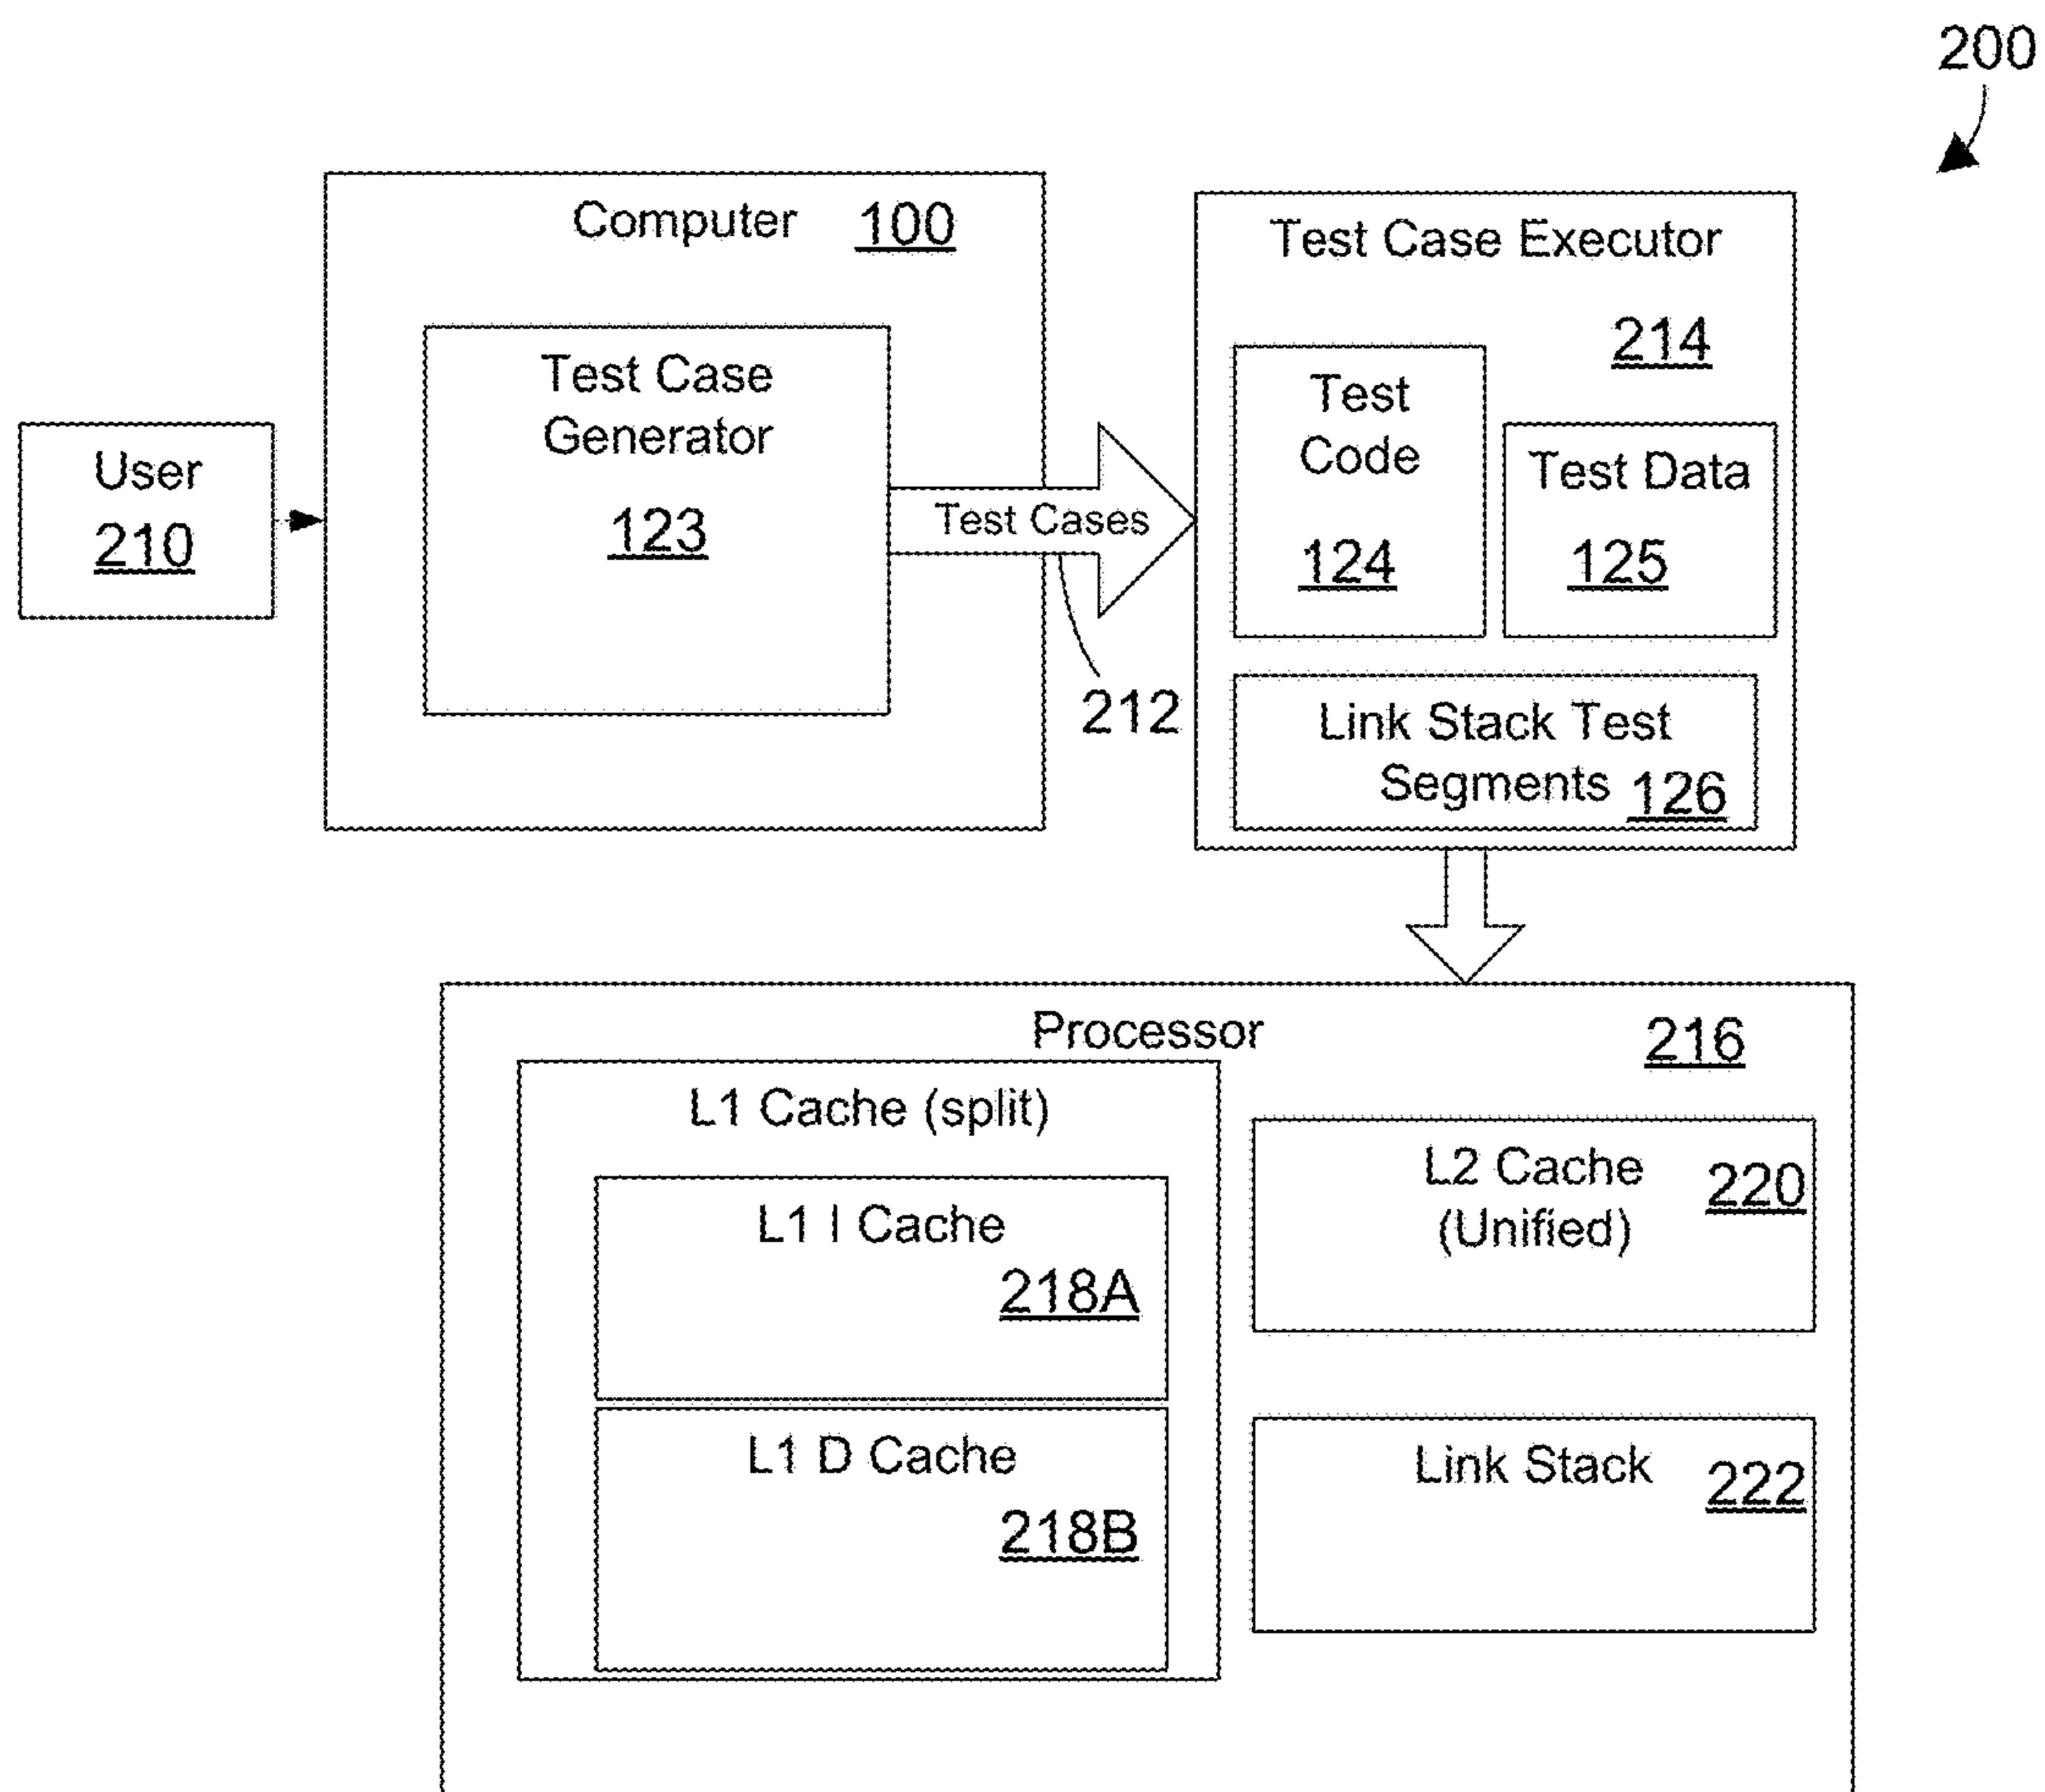 200
Computer 100
Test Case
Generator
123
User
210
Test Cases
212
Test Case Executor
214
Test
Code
124
Test Data
125
Link Stack Test
Segments 126
Processor
216
L1 Cache (split)
L1 I Cache
218A
L1 D Cache
218B
L2 Cache
(Unified)
220
Link Stack
222